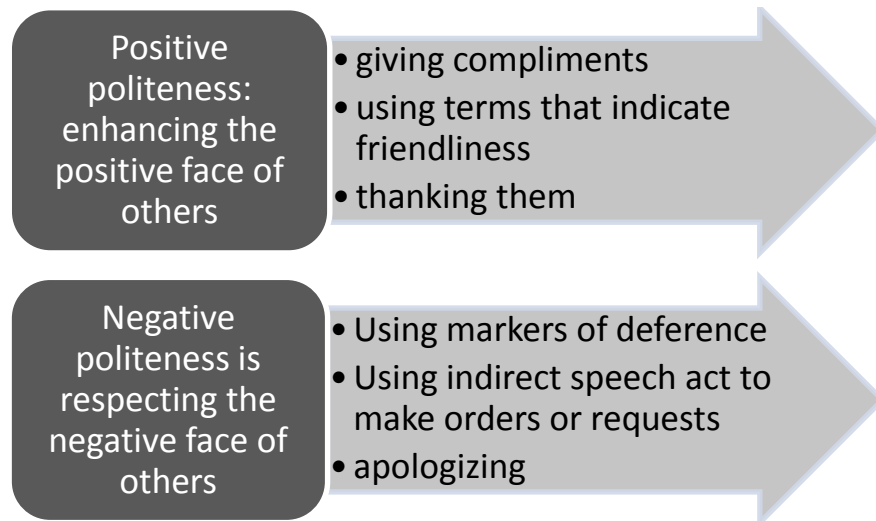 Positive
politeness:
enhancing the
positive face of
others
• giving compliments
• using terms that indicate
friendliness
• thanking them
Negative
politeness is
respecting the
negative face of
others
• Using markers of deference
• Using indirect speech act to
make orders or requests
• apologizing